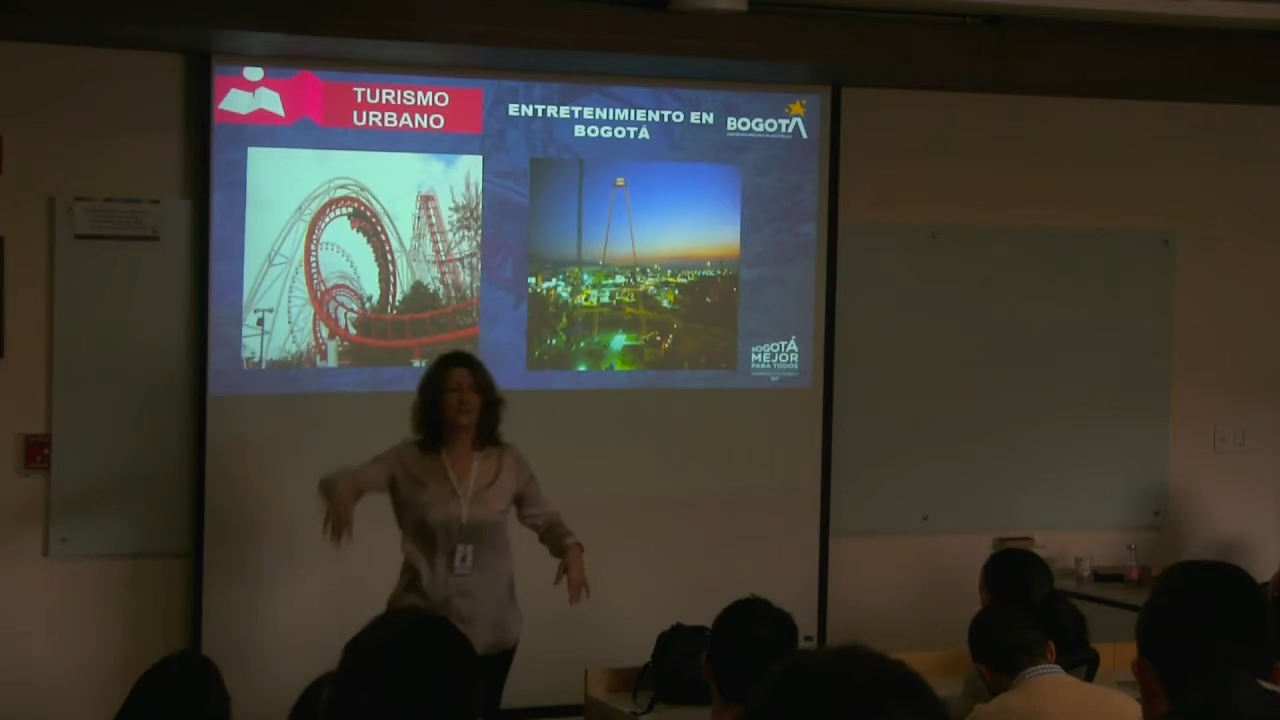 TURISMO
URBANO
ENTRETENIMIENTO EN
BOGOTÁ
BOGOTÁ
BOGOTÁ
MEJOR
PARA TODOS